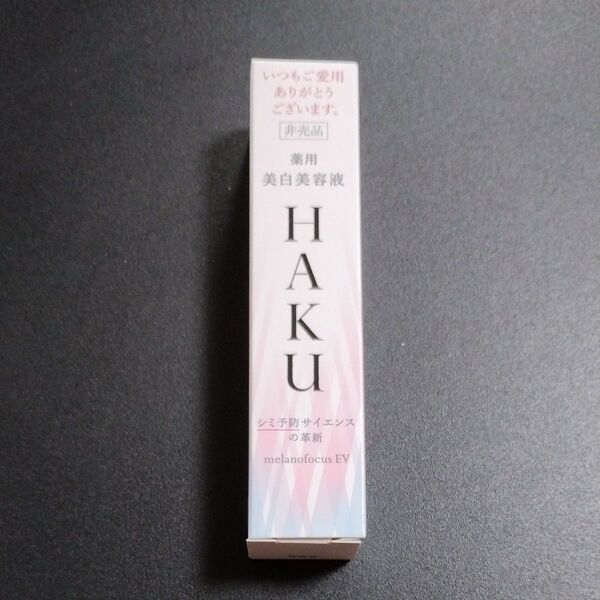 いつもご愛用
ありがとう
ございます。
非売品
薬用
美白美容液
HAKU
シミ予防サイエンス
の革新
melanofocus EV